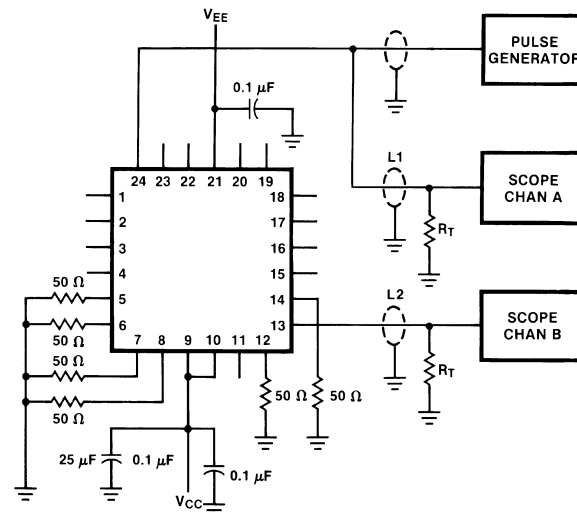 VEE
PULSE
GENERATOR
0.1 μF
24 23 22 21 20 19
L1
SCOPE
CHAN A
RT
1 18
2 17
3 16
4 15
50 Ω 5 14
L2
50 Ω 6 13
SCOPE
CHAN B
7 8 9 10 11 12
50 Ω
RT
50 Ω 50 Ω
50 Ω
25 μF 0.1 μF 0.1 μF
VCC